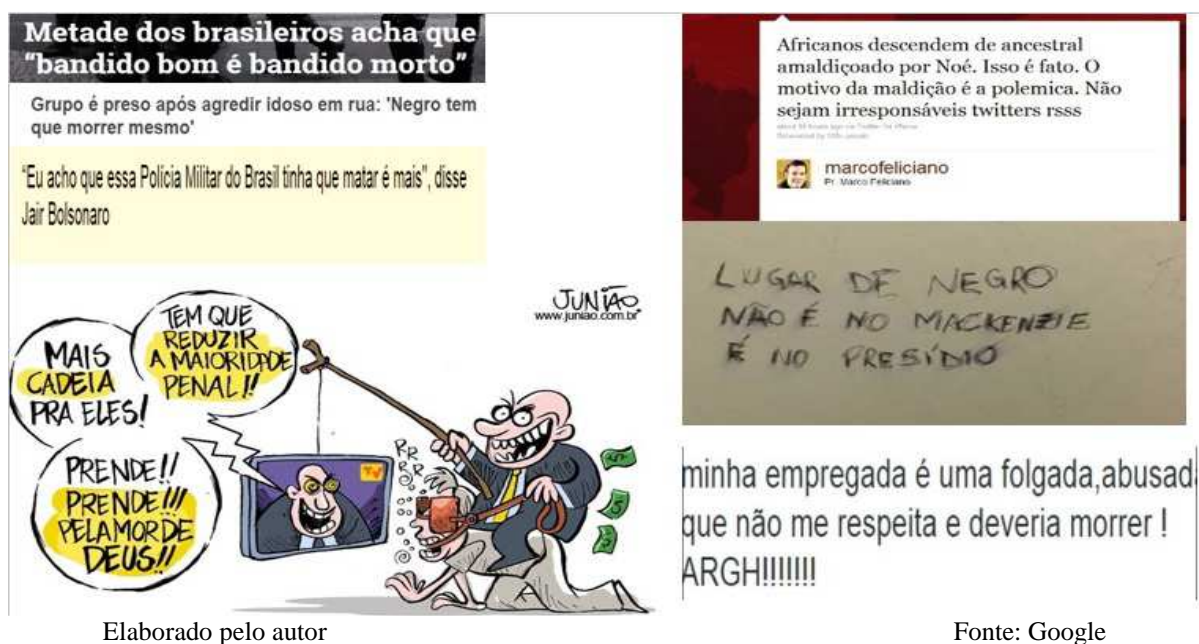 Metade dos brasileiros acha que
“bandido bom é bandido morto”
Grupo é preso após agredir idoso em rua: 'Negro tem
que morrer mesmo'
“Eu acho que essa Polícia Militar do Brasil tinha que matar é mais”, disse
Jair Bolsonaro
JUNIÃO
www.juniao.com.br
TEM QUE
REDUZIR
A MAIORIDADE
PENAL!!
MAIS
CADEIA
PRA ELES!
PRENDE!!
PRENDE!!!
PELAMORDE
DEUS!!
TV
RR
RR
R
$
$
$
Africanos descendem de ancestral
amaldiçoado por Noé. Isso é fato. O
motivo da maldição é a polemica. Não
sejam irresponsáveis twitters rsss
marcofeliciano
Pr. Marco Feliciano
LUGAR DE NEGRO
NÃO É NO MACKENZIE
É NO PRESÍDIO
minha empregada é uma folgada,abusada
que não me respeita e deveria morrer !
ARGH!!!!!!!
Elaborado pelo autor
Fonte: Google